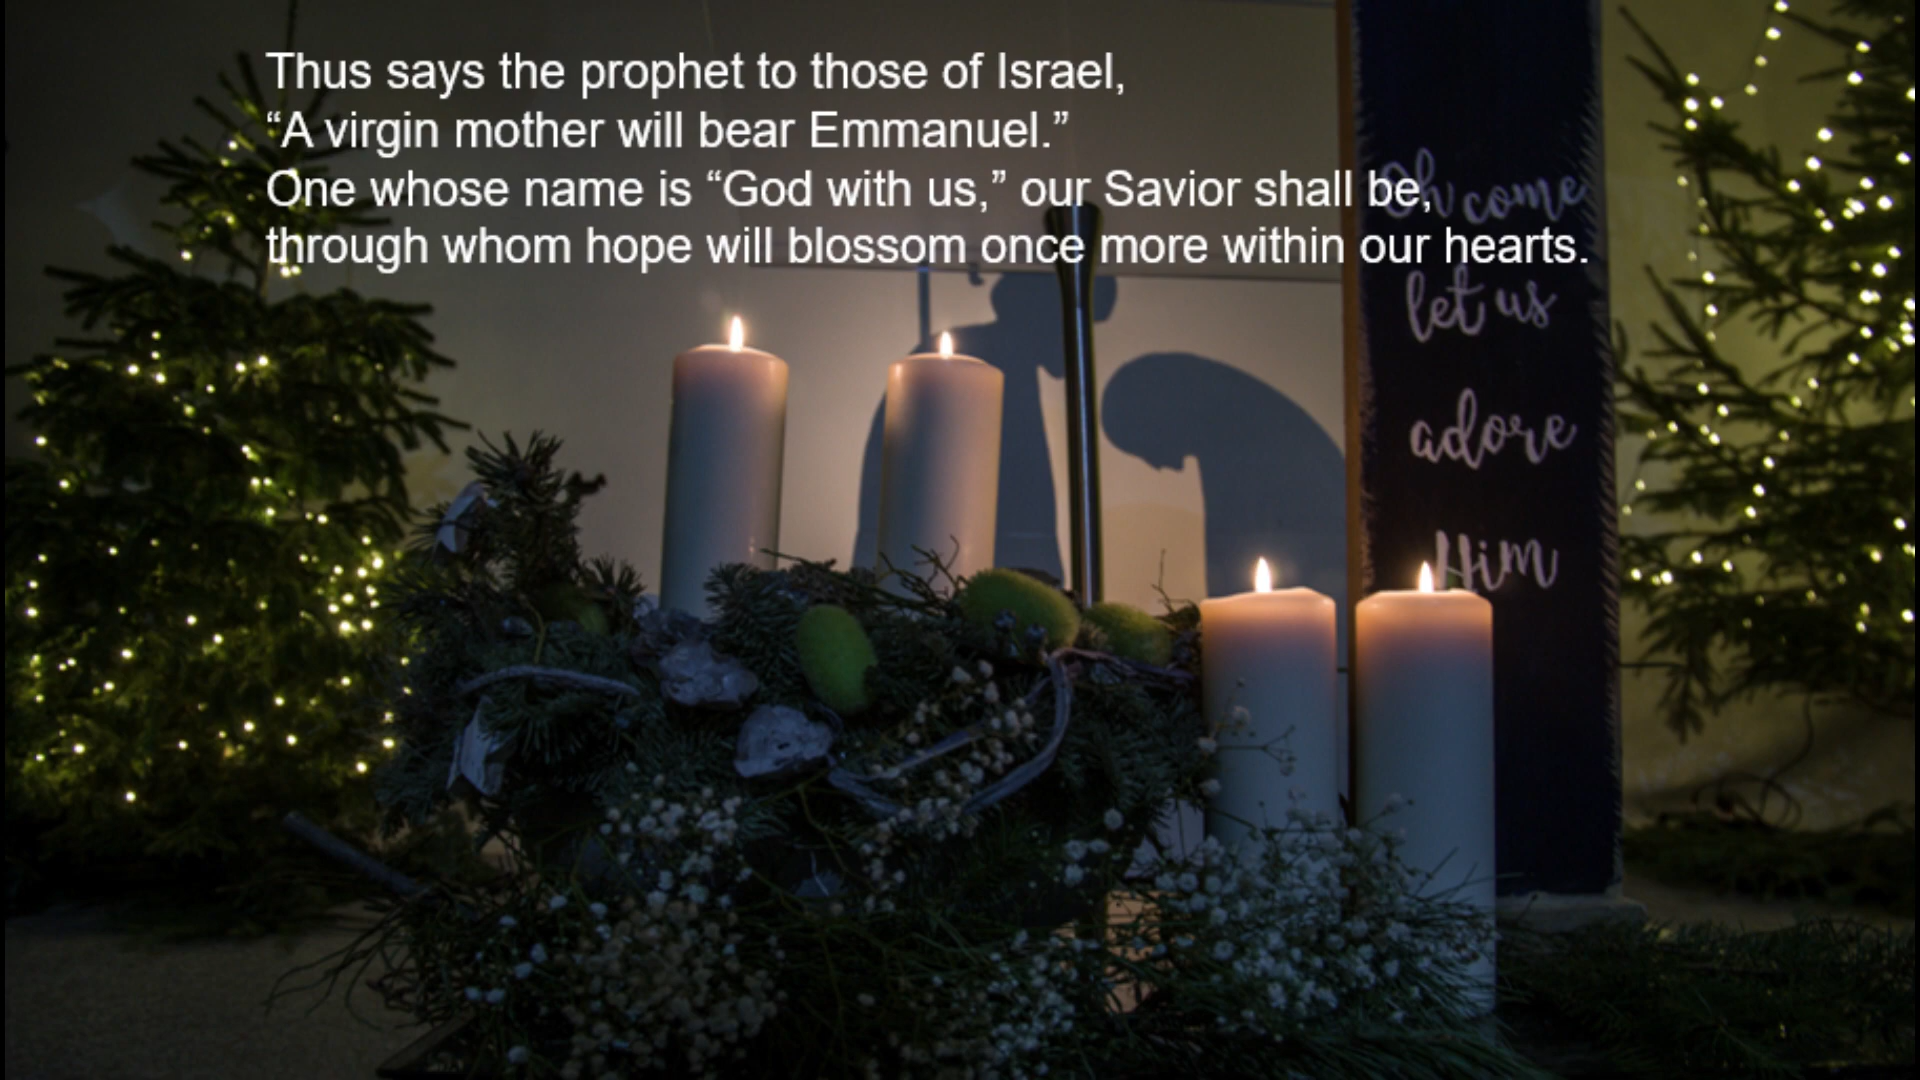 Thus says the prophet to those of Israel,
“A virgin mother will bear Emmanuel.”
One whose name is “God with us,” our Savior shall be,
through whom hope will blossom once more within our hearts.
Oh come
let us
adore
Him